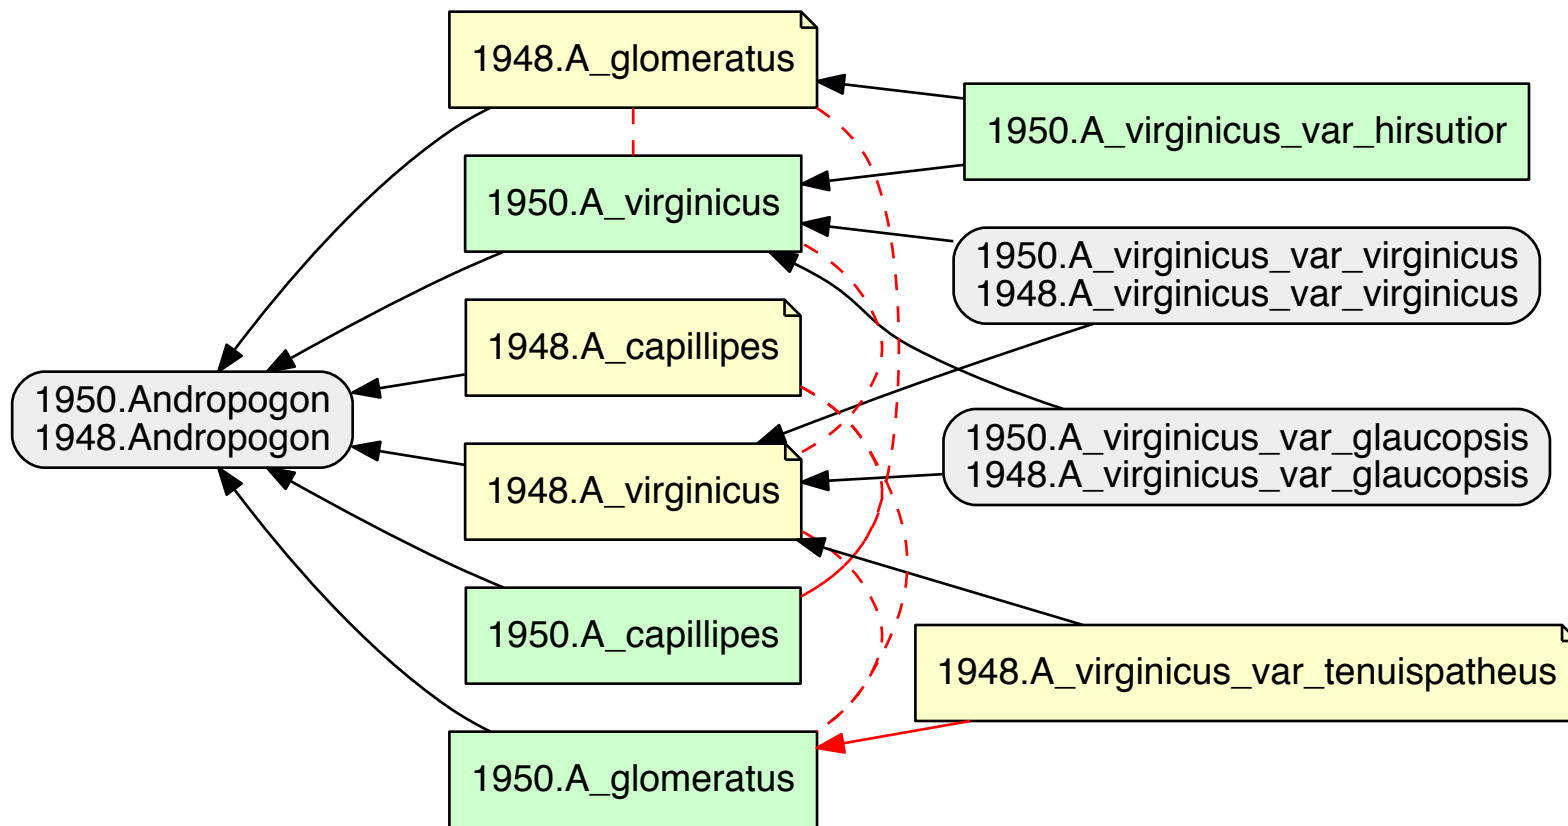 1948.A_glomeratus
1950.A_virginicus_var_hirsutior
1950.A_virginicus
1950.A_virginicus_var_virginicus
1948.A_virginicus_var_virginicus
1948.A_capillipes
1950.Andropogon
1948.Andropogon
1950.A_virginicus_var_glaucopsis
1948.A_virginicus_var_glaucopsis
1948.A_virginicus
1950.A_capillipes
1948.A_virginicus_var_tenuispatheus
1950.A_glomeratus